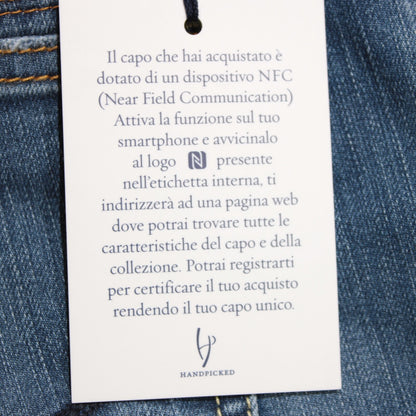 Il capo che hai acquistato è
dotato di un dispositivo NFC
(Near Field Communication)
Attiva la funzione sul tuo
smartphone e avvicinalo
al logo N presente
nell'etichetta interna, ti
indirizzerà ad una pagina web
dove potrai trovare tutte le
caratteristiche del capo e della
collezione. Potrai registrarti
per certificare il tuo acquisto
rendendo il tuo capo unico.
HANDPICKED